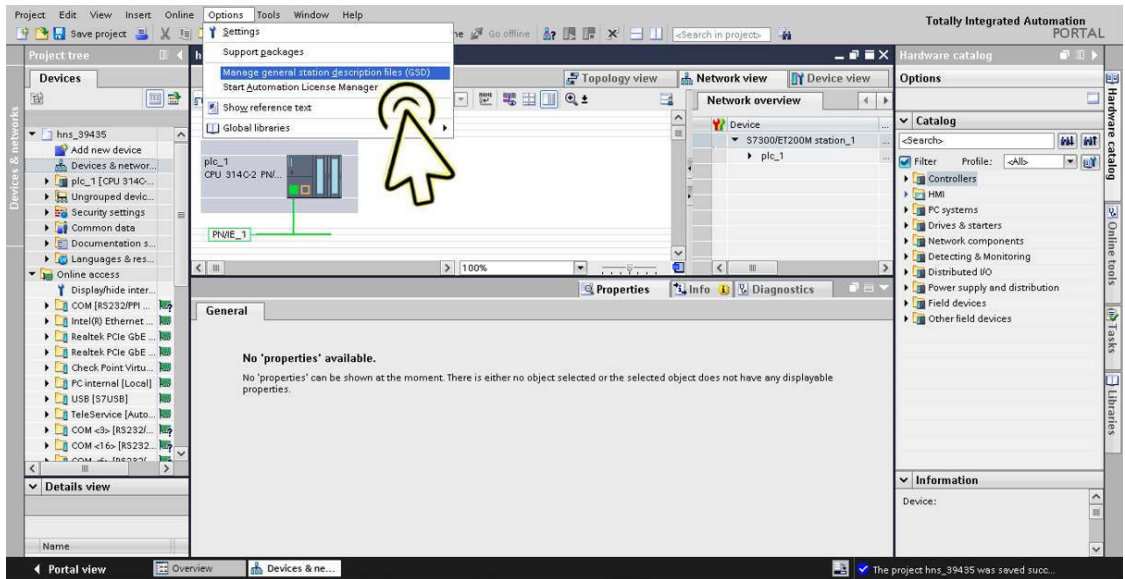 Project Edit View Insert Online Options Tools Window Help
Totally Integrated Automation
PORTAL
Save project
Go offline
<Search in project>
Settings
Support packages
Manage general station description files (GSD)
Start Automation License Manager
Show reference text
Global libraries
Project tree
Devices
Devices & networks
hns_39435
Add new device
Devices & networ...
plc_1 [CPU 314C-...
Ungrouped devic...
Security settings
Common data
Documentation s...
Languages & res...
Online access
Display/hide inter...
COM [RS232/PPI ...
Intel(R) Ethernet ...
Realtek PCIe GbE ...
Realtek PCIe GbE ...
Check Point Virtu...
PC internal [Local]
USB [S7USB]
TeleService [Auto...
COM <3> [RS232/...
COM <16> [RS232...
Details view
Name
Topology view Network view Device view
plc_1
CPU 314C-2 PN/...
PN/IE_1
100%
Network overview
Device
S7300/ET200M station_1
plc_1
Properties Info Diagnostics
General
No 'properties' available.
No 'properties' can be shown at the moment. There is either no object selected or the selected object does not have any displayable
properties.
Hardware catalog
Options
Catalog
<Search>
Filter Profile: <All>
Controllers
HMI
PC systems
Drives & starters
Network components
Detecting & Monitoring
Distributed I/O
Power supply and distribution
Field devices
Other field devices
Information
Device:
Hardware catalog
Online tools
Tasks
Libraries
Portal view Overview Devices & ne...
The project hns_39435 was saved succ...